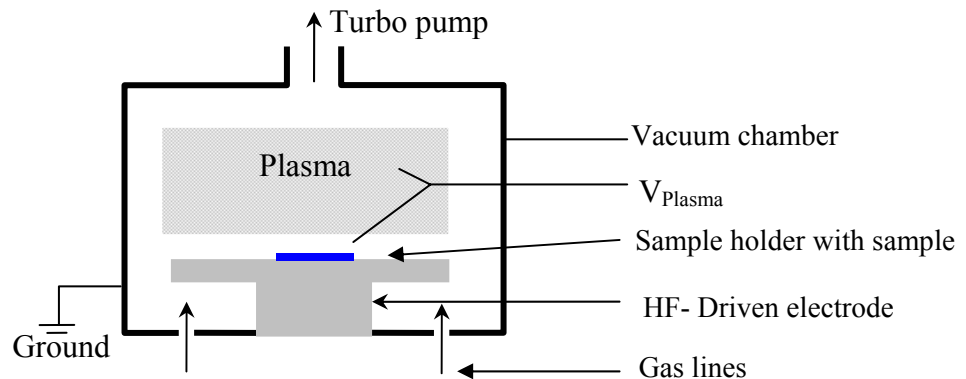 Turbo pump
Plasma
Vacuum chamber
VPlasma
Sample holder with sample
HF- Driven electrode
Ground
Gas lines